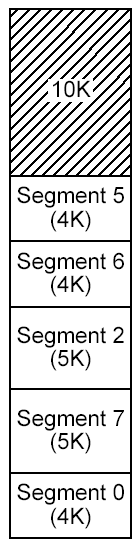 10K
Segment 5
(4K)
Segment 6
(4K)
Segment 2
(5K)
Segment 7
(5K)
Segment 0
(4K)